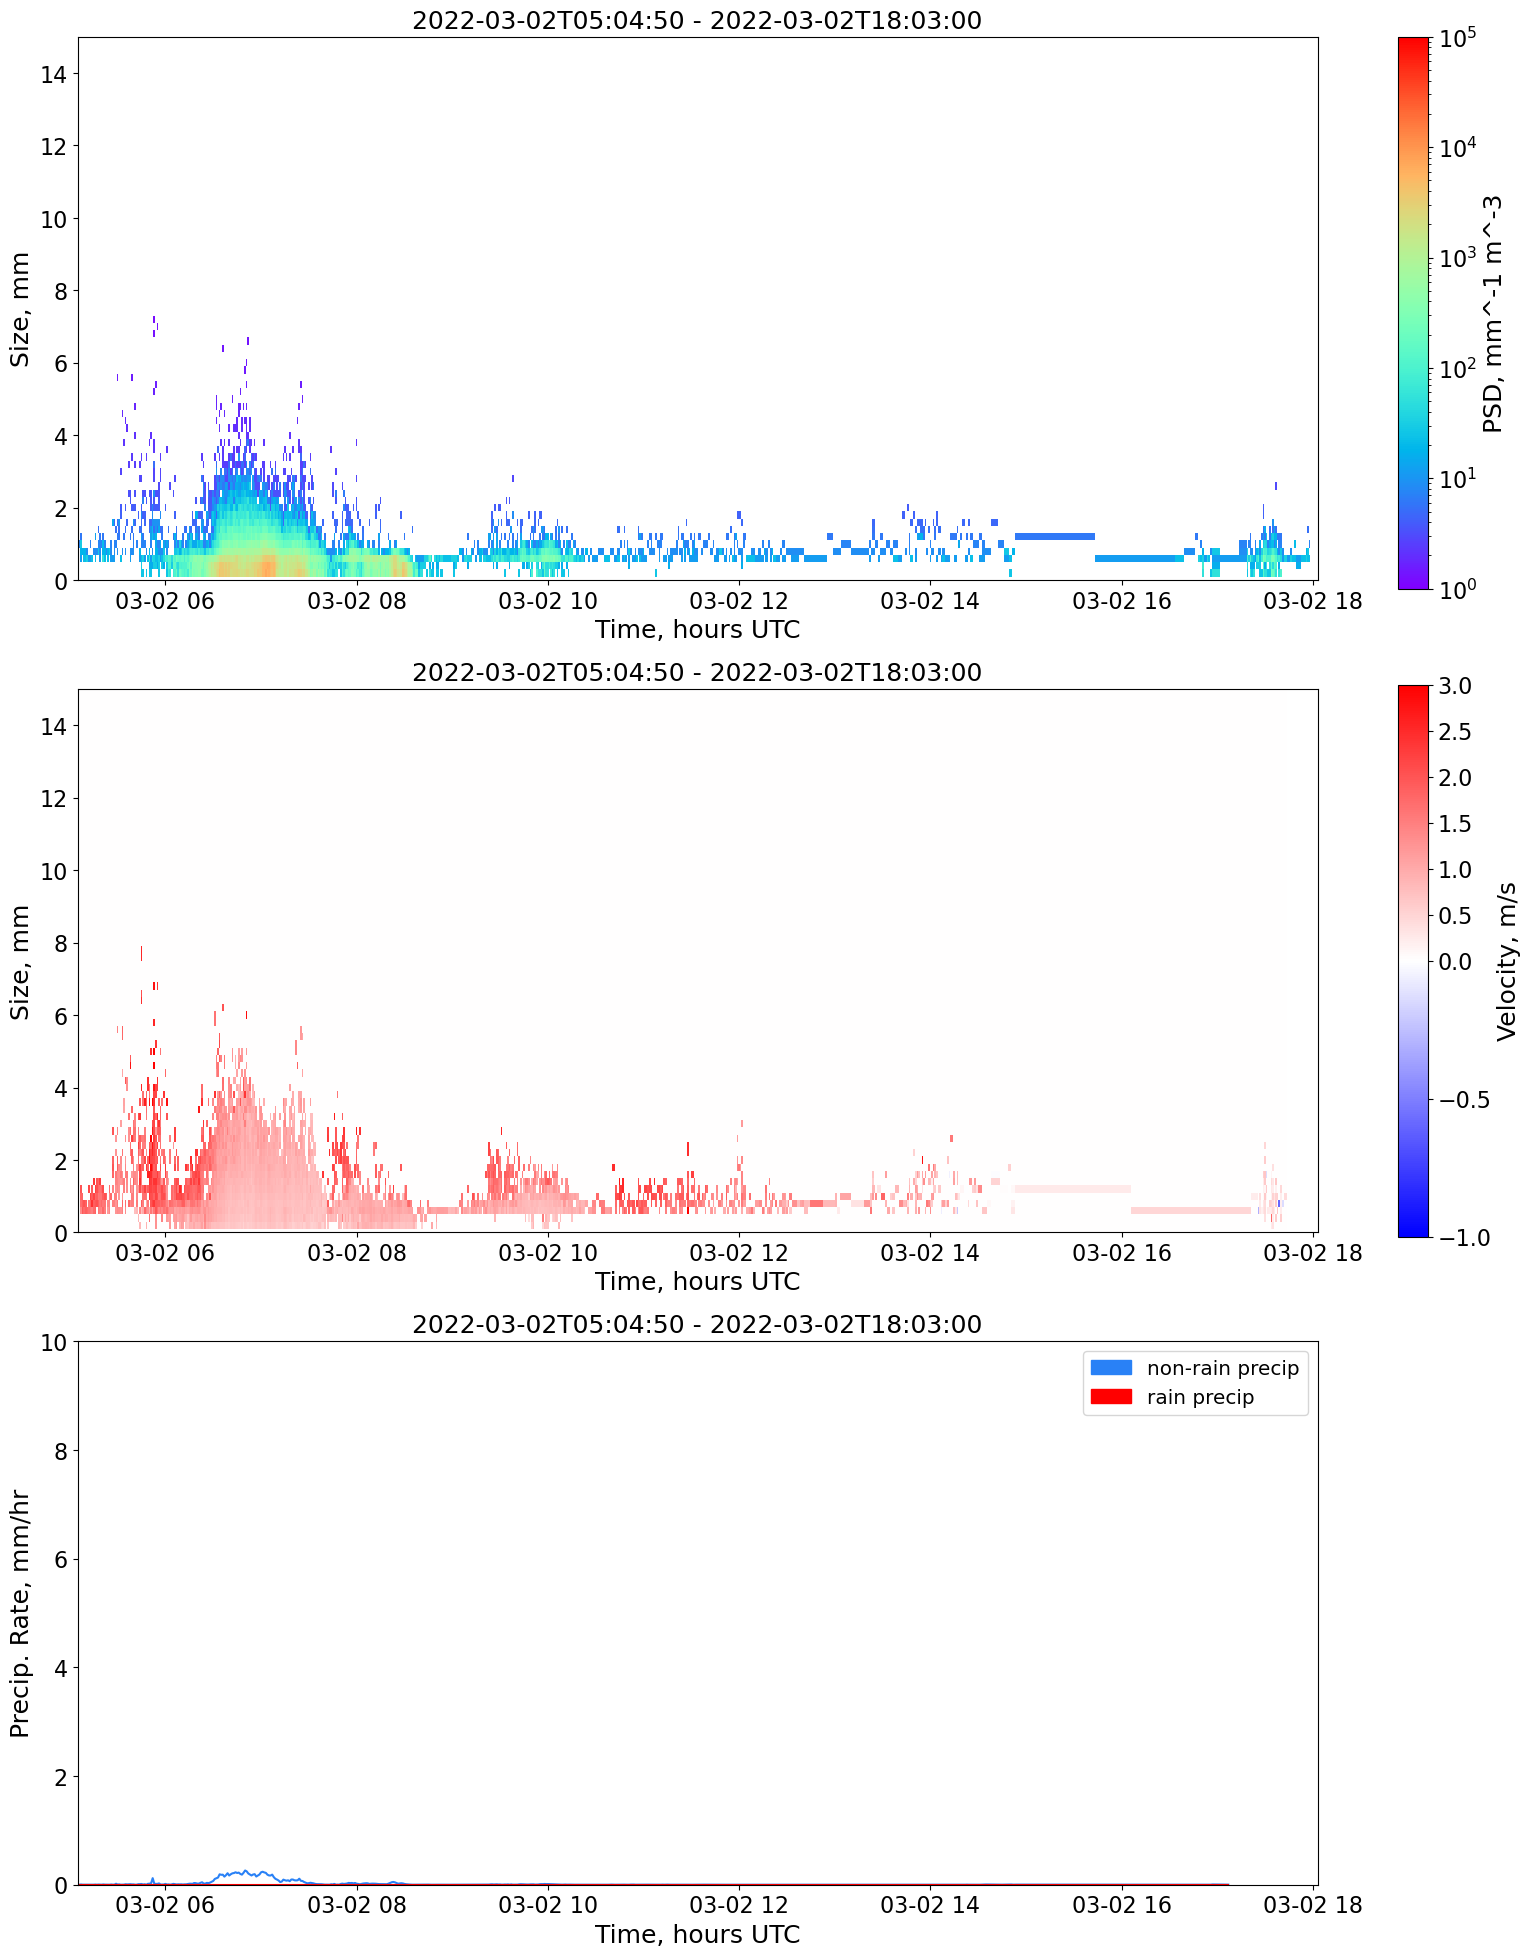 2022-03-02T05:04:50 - 2022-03-02T18:03:00
14
12
10
8
6
4
2
0
Size, mm
03-02 06 03-02 08 03-02 10 03-02 12 03-02 14 03-02 16 03-02 18
Time, hours UTC
10^5
10^4
10^3
10^2
10^1
10^0
PSD, mm^-1 m^-3
2022-03-02T05:04:50 - 2022-03-02T18:03:00
14
12
10
8
6
4
2
0
Size, mm
03-02 06 03-02 08 03-02 10 03-02 12 03-02 14 03-02 16 03-02 18
Time, hours UTC
3.0
2.5
2.0
1.5
1.0
0.5
0.0
−0.5
−1.0
Velocity, m/s
2022-03-02T05:04:50 - 2022-03-02T18:03:00
10
8
6
4
2
0
Precip. Rate, mm/hr
non-rain precip
rain precip
03-02 06 03-02 08 03-02 10 03-02 12 03-02 14 03-02 16 03-02 18
Time, hours UTC